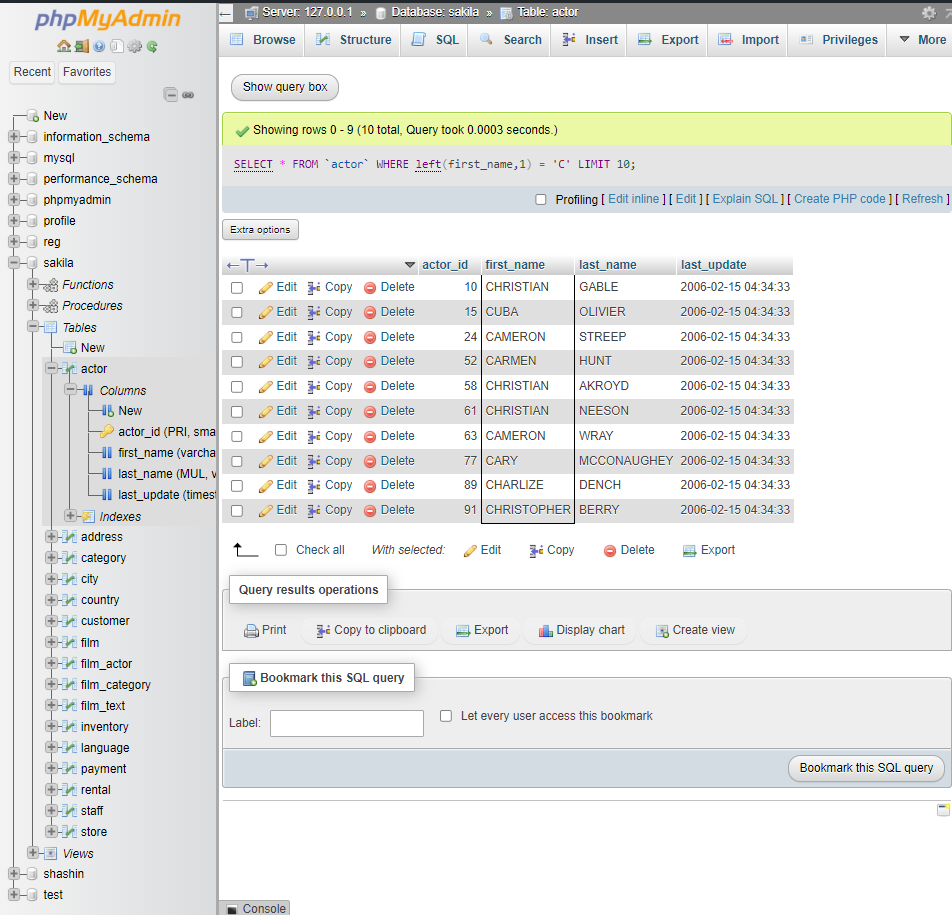 phpMyAdmin
Recent Favorites
New
information_schema
mysql
performance_schema
phpmyadmin
profile
reg
sakila
Functions
Procedures
Tables
New
actor
Columns
New
actor_id (PRI, sma
first_name (varcha
last_name (MUL, v
last_update (timest
Indexes
address
category
city
country
customer
film
film_actor
film_category
film_text
inventory
language
payment
rental
staff
store
Views
shashin
test
Server: 127.0.0.1 » Database: sakila » Table: actor
Browse Structure SQL Search Insert Export Import Privileges More
Show query box
Showing rows 0 - 9 (10 total, Query took 0.0003 seconds.)
SELECT * FROM `actor` WHERE left(first_name,1) = 'C' LIMIT 10;
Profiling [ Edit inline ] [ Edit ] [ Explain SQL ] [ Create PHP code ] [ Refresh ]
Extra options
←T→ actor_id first_name last_name last_update
Edit Copy Delete 10 CHRISTIAN GABLE 2006-02-15 04:34:33
Edit Copy Delete 15 CUBA OLIVIER 2006-02-15 04:34:33
Edit Copy Delete 24 CAMERON STREEP 2006-02-15 04:34:33
Edit Copy Delete 52 CARMEN HUNT 2006-02-15 04:34:33
Edit Copy Delete 58 CHRISTIAN AKROYD 2006-02-15 04:34:33
Edit Copy Delete 61 CHRISTIAN NEESON 2006-02-15 04:34:33
Edit Copy Delete 63 CAMERON WRAY 2006-02-15 04:34:33
Edit Copy Delete 77 CARY MCCONAUGHEY 2006-02-15 04:34:33
Edit Copy Delete 89 CHARLIZE DENCH 2006-02-15 04:34:33
Edit Copy Delete 91 CHRISTOPHER BERRY 2006-02-15 04:34:33
Check all With selected: Edit Copy Delete Export
Query results operations
Print Copy to clipboard Export Display chart Create view
Bookmark this SQL query
Label: Let every user access this bookmark
Bookmark this SQL query
Console